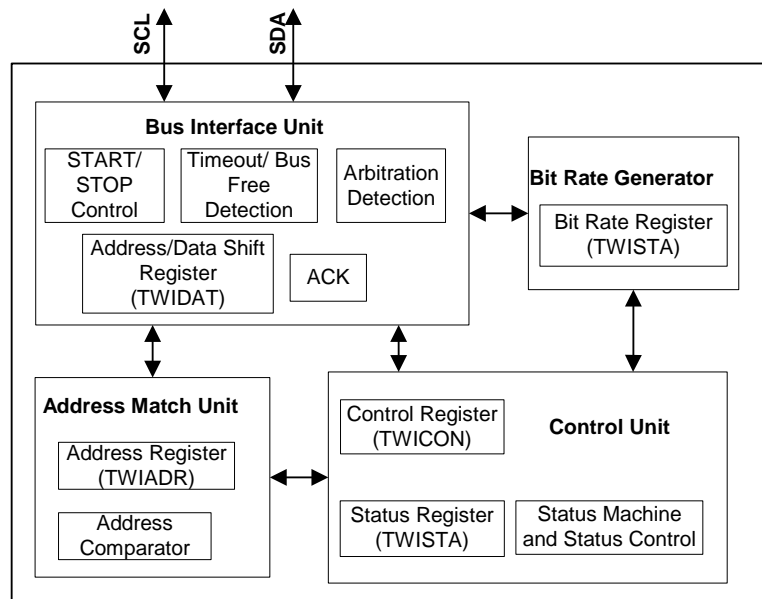 SCL
SDA
Bus Interface Unit
START/
STOP
Control
Timeout/ Bus
Free
Detection
Arbitration
Detection
Address/Data Shift
Register
(TWIDAT)
ACK
Bit Rate Generator
Bit Rate Register
(TWISTA)
Address Match Unit
Address Register
(TWIADR)
Address
Comparator
Control Register
(TWICON)
Control Unit
Status Register
(TWISTA)
Status Machine
and Status Control